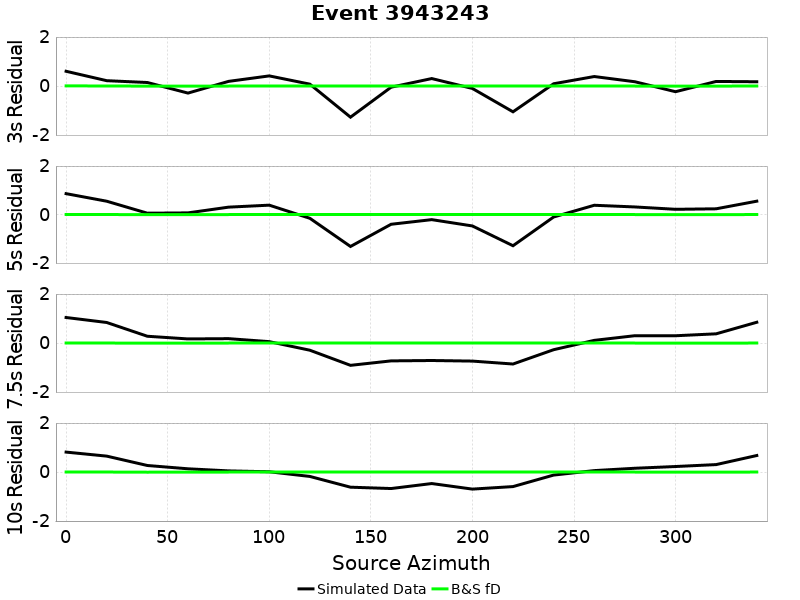 Event 3943243
3s Residual
2
0
-2
5s Residual
2
0
-2
7.5s Residual
2
0
-2
10s Residual
2
0
-2
0 50 100 150 200 250 300
Source Azimuth
Simulated Data B&S fD